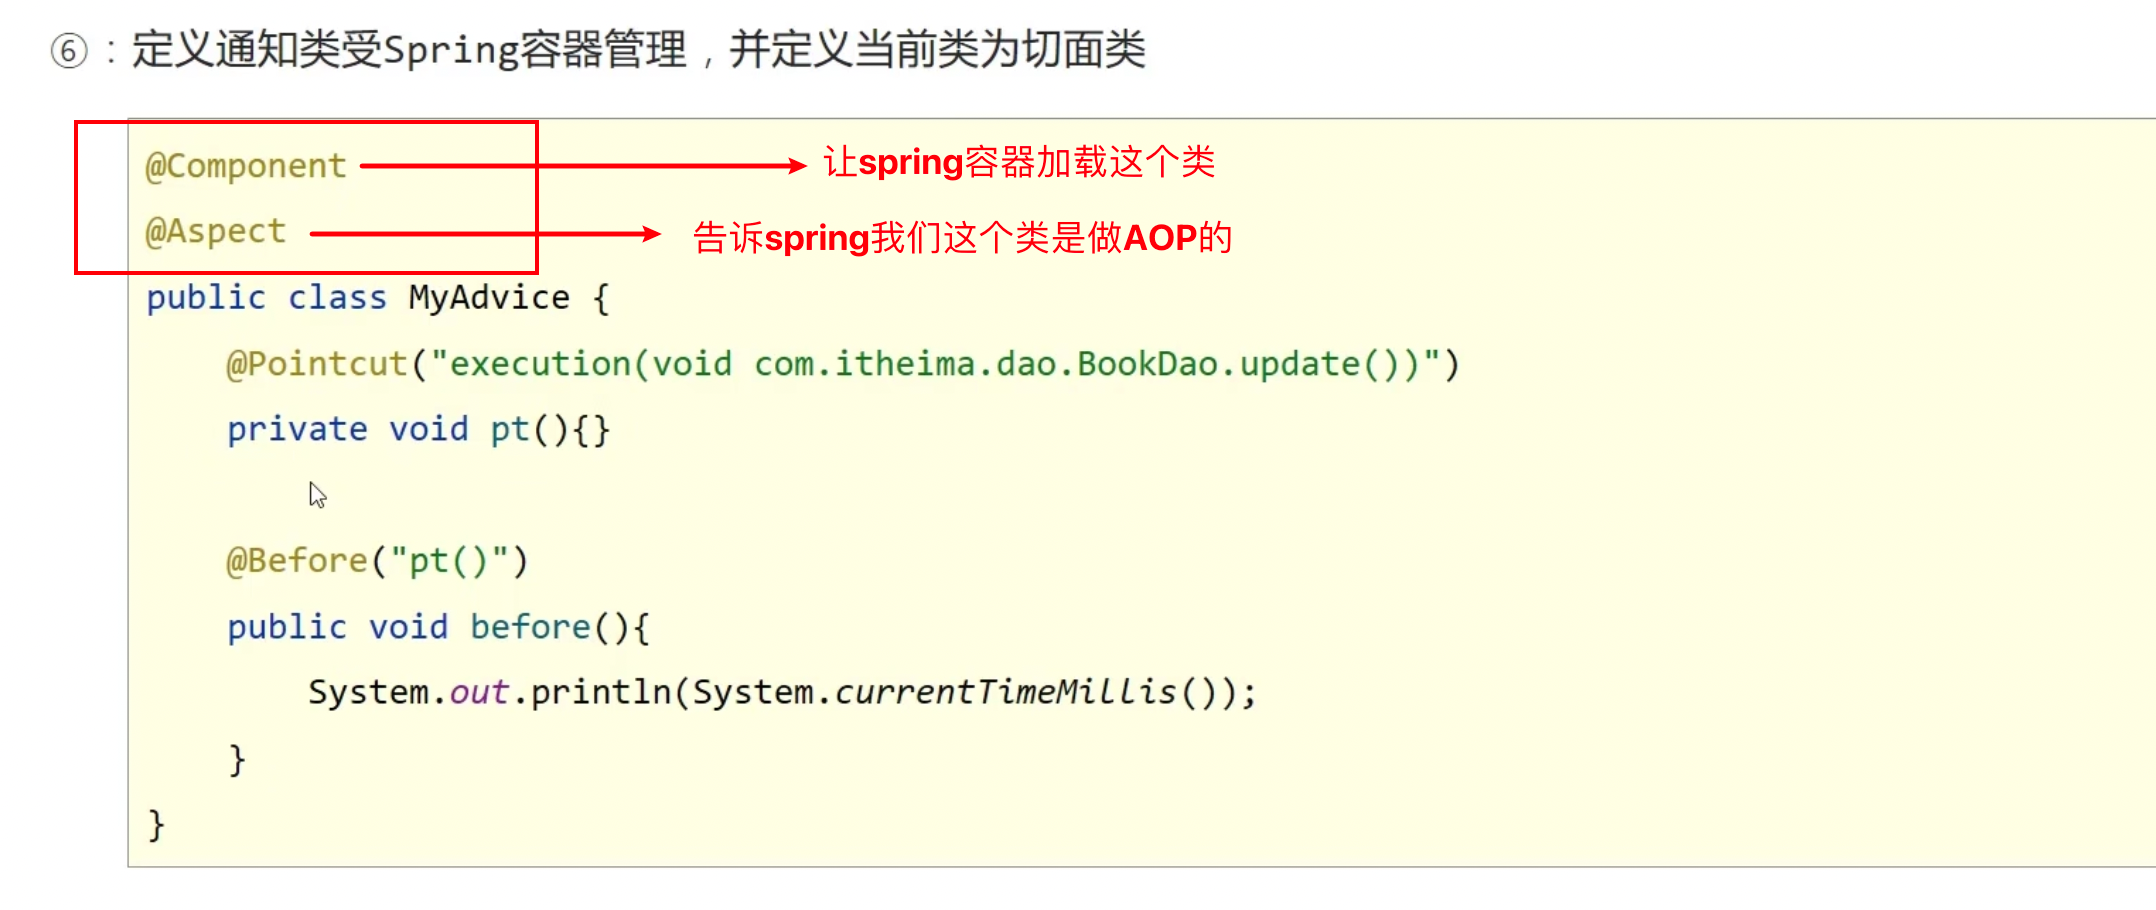 ⑥：定义通知类受Spring容器管理，并定义当前类为切面类
@Component 让spring容器加载这个类
@Aspect 告诉spring我们这个类是做AOP的
public class MyAdvice {
    @Pointcut("execution(void com.itheima.dao.BookDao.update())")
    private void pt(){}
    @Before("pt()")
    public void before(){
        System.out.println(System.currentTimeMillis());
    }
}